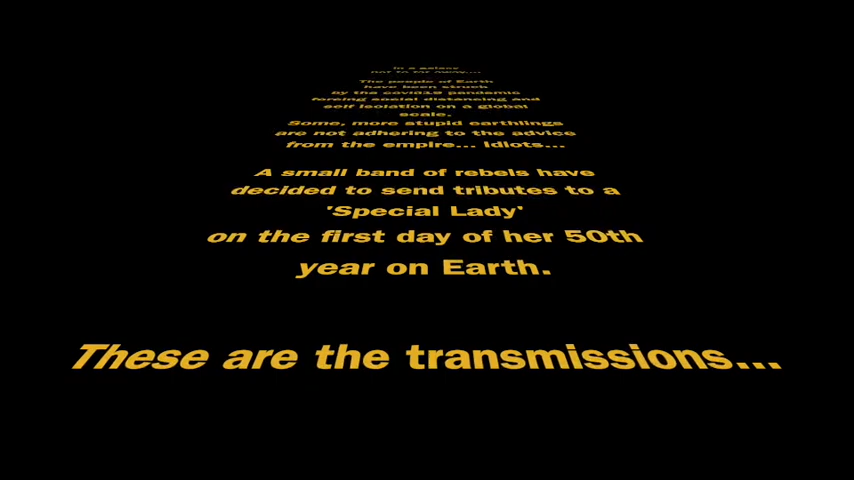 In a galaxy
not to far away....
The people of Earth
have been struck
by the covid19 pandemic
forcing social distancing and
self isolation on a global
scale.
Some, more stupid earthlings
are not adhering to the advice
from the empire... idiots...
A small band of rebels have
decided to send tributes to a
'Special Lady'
on the first day of her 50th
year on Earth.
These are the transmissions...